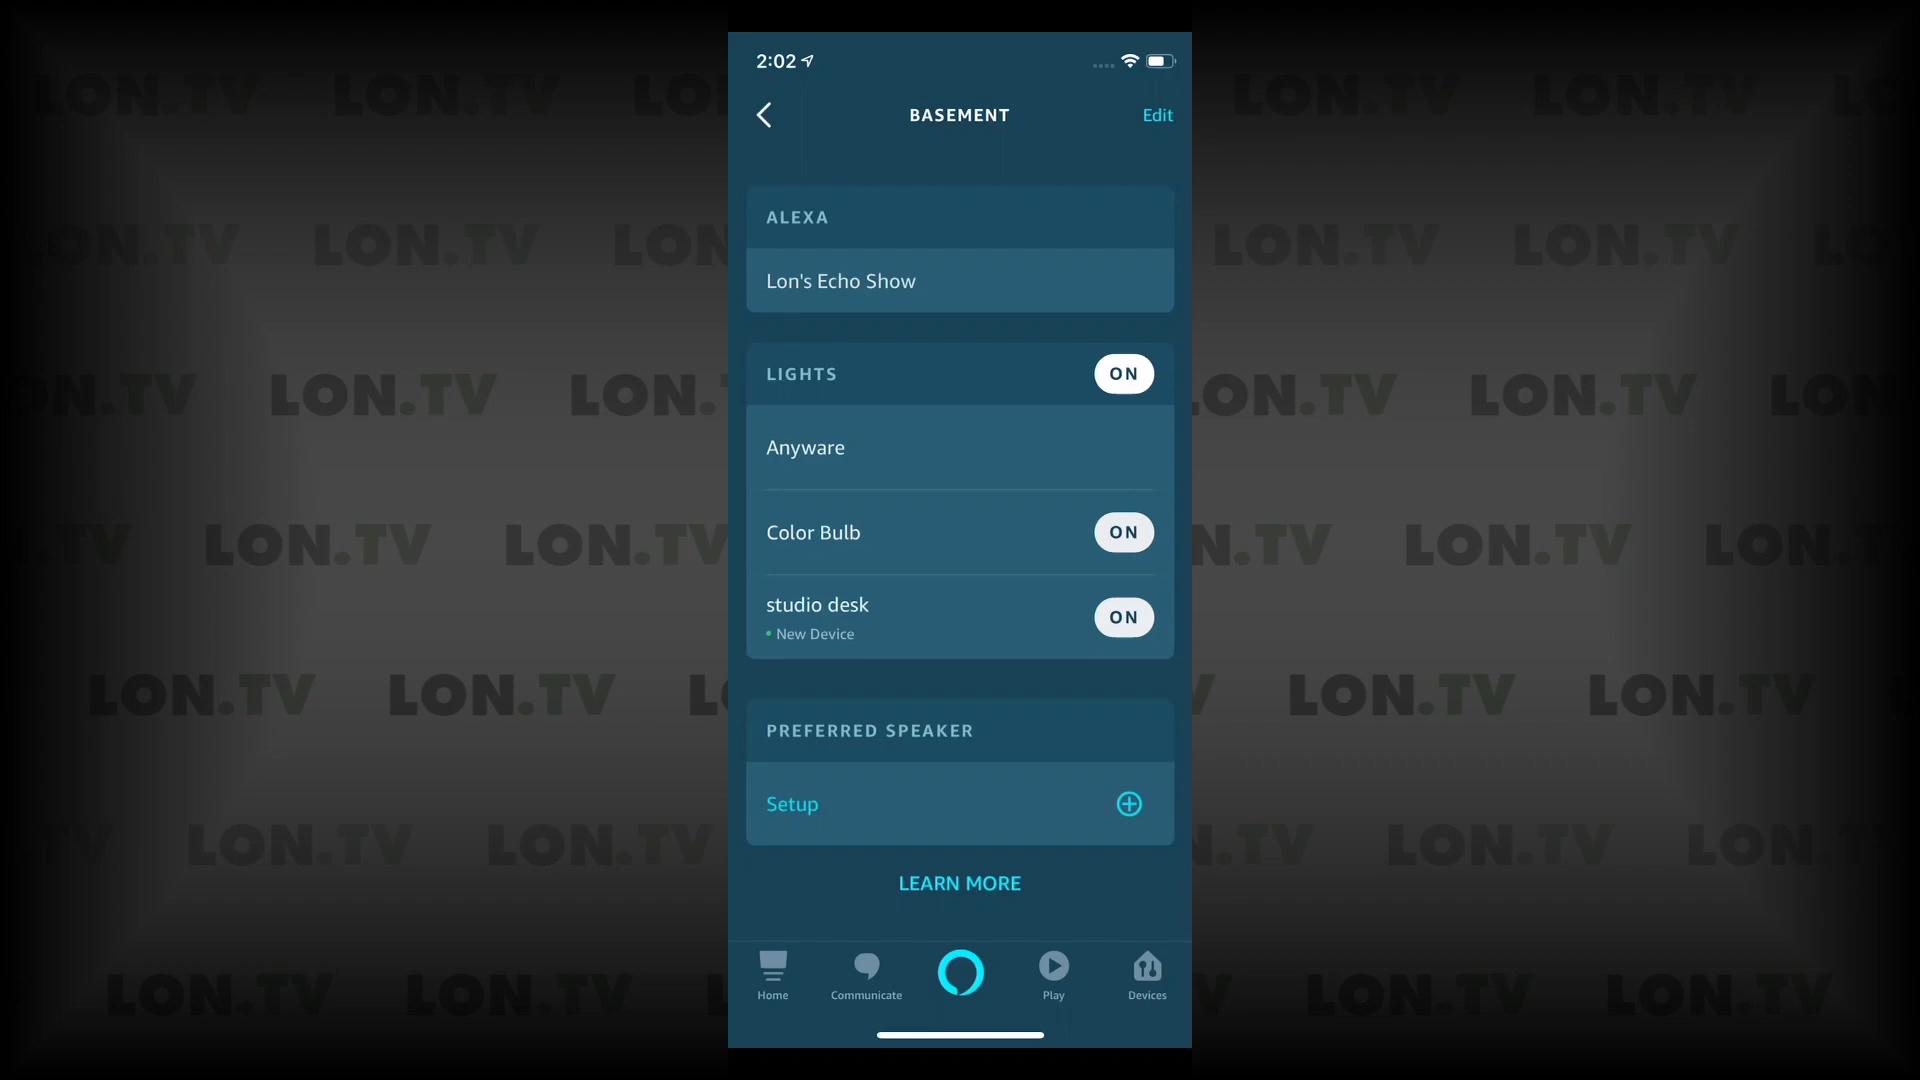 2:02
BASEMENT
Edit
ALEXA
Lon's Echo Show
LIGHTS
ON
Anyware
Color Bulb
ON
studio desk
New Device
ON
PREFERRED SPEAKER
Setup
LEARN MORE
Home
Communicate
Play
Devices
LON.TV